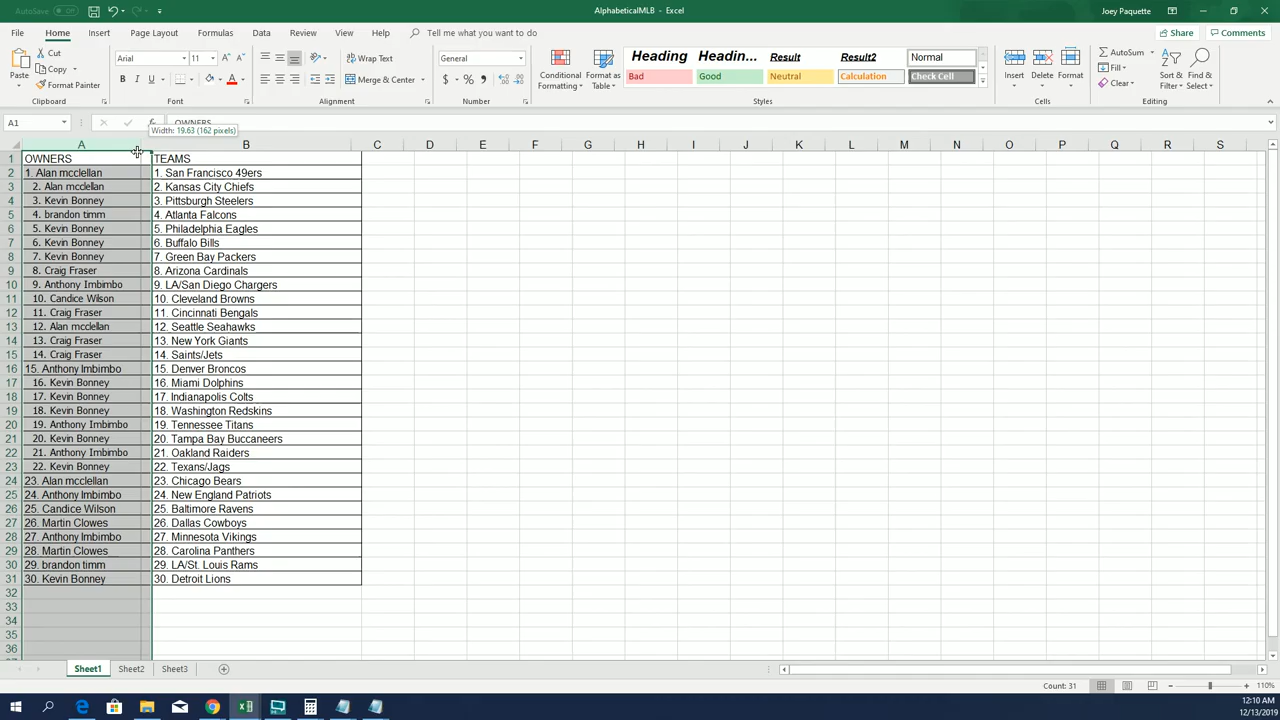 AutoSave Off
AlphabeticalMLB - Excel
Joey Paquette
File Home Insert Page Layout Formulas Data Review View Help Tell me what you want to do
Share Comments
Paste
Cut
Copy
Format Painter
Clipboard
Arial 11
B I U
Font
Wrap Text
Merge & Center
Alignment
General
$ % ,
Number
Conditional Formatting
Format as Table
Heading Headin... Result Result2 Normal
Bad Good Neutral Calculation Check Cell
Styles
Insert Delete Format
Cells
AutoSum
Fill
Clear
Sort & Filter
Find & Select
Editing
A1
OWNERS
Width: 19.63 (162 pixels)
A B C D E F G H I J K L M N O P Q R S
1 OWNERS TEAMS
2 1. Alan mcclellan 1. San Francisco 49ers
3 2. Alan mcclellan 2. Kansas City Chiefs
4 3. Kevin Bonney 3. Pittsburgh Steelers
5 4. brandon timm 4. Atlanta Falcons
6 5. Kevin Bonney 5. Philadelphia Eagles
7 6. Kevin Bonney 6. Buffalo Bills
8 7. Kevin Bonney 7. Green Bay Packers
9 8. Craig Fraser 8. Arizona Cardinals
10 9. Anthony Imbimbo 9. LA/San Diego Chargers
11 10. Candice Wilson 10. Cleveland Browns
12 11. Craig Fraser 11. Cincinnati Bengals
13 12. Alan mcclellan 12. Seattle Seahawks
14 13. Craig Fraser 13. New York Giants
15 14. Craig Fraser 14. Saints/Jets
16 15. Anthony Imbimbo 15. Denver Broncos
17 16. Kevin Bonney 16. Miami Dolphins
18 17. Kevin Bonney 17. Indianapolis Colts
19 18. Kevin Bonney 18. Washington Redskins
20 19. Anthony Imbimbo 19. Tennessee Titans
21 20. Kevin Bonney 20. Tampa Bay Buccaneers
22 21. Anthony Imbimbo 21. Oakland Raiders
23 22. Kevin Bonney 22. Texans/Jags
24 23. Alan mcclellan 23. Chicago Bears
25 24. Anthony Imbimbo 24. New England Patriots
26 25. Candice Wilson 25. Baltimore Ravens
27 26. Martin Clowes 26. Dallas Cowboys
28 27. Anthony Imbimbo 27. Minnesota Vikings
29 28. Martin Clowes 28. Carolina Panthers
30 29. brandon timm 29. LA/St. Louis Rams
31 30. Kevin Bonney 30. Detroit Lions
32
33
34
35
36
Sheet1 Sheet2 Sheet3
Count: 31
110%
12:10 AM
12/13/2019